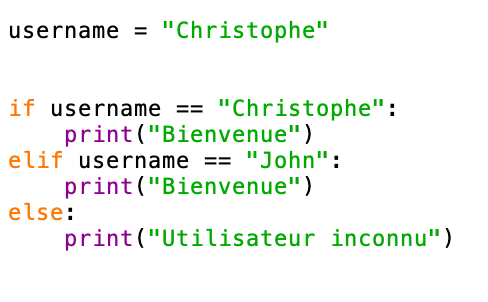 username = "Christophe"
if username == "Christophe":
    print("Bienvenue")
elif username == "John":
    print("Bienvenue")
else:
    print("Utilisateur inconnu")